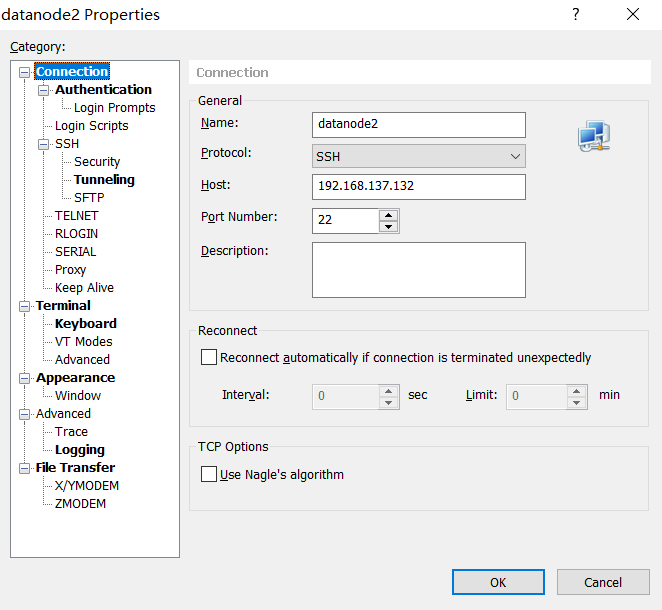 datanode2 Properties
?
Category:
Connection
Authentication
Login Prompts
Login Scripts
SSH
Security
Tunneling
SFTP
TELNET
RLOGIN
SERIAL
Proxy
Keep Alive
Terminal
Keyboard
VT Modes
Advanced
Appearance
Window
Advanced
Trace
Logging
File Transfer
X/YMODEM
ZMODEM
Connection
General
Name: datanode2
Protocol: SSH
Host: 192.168.137.132
Port Number: 22
Description:
Reconnect
Reconnect automatically if connection is terminated unexpectedly
Interval: 0 sec Limit: 0 min
TCP Options
Use Nagle's algorithm
OK Cancel